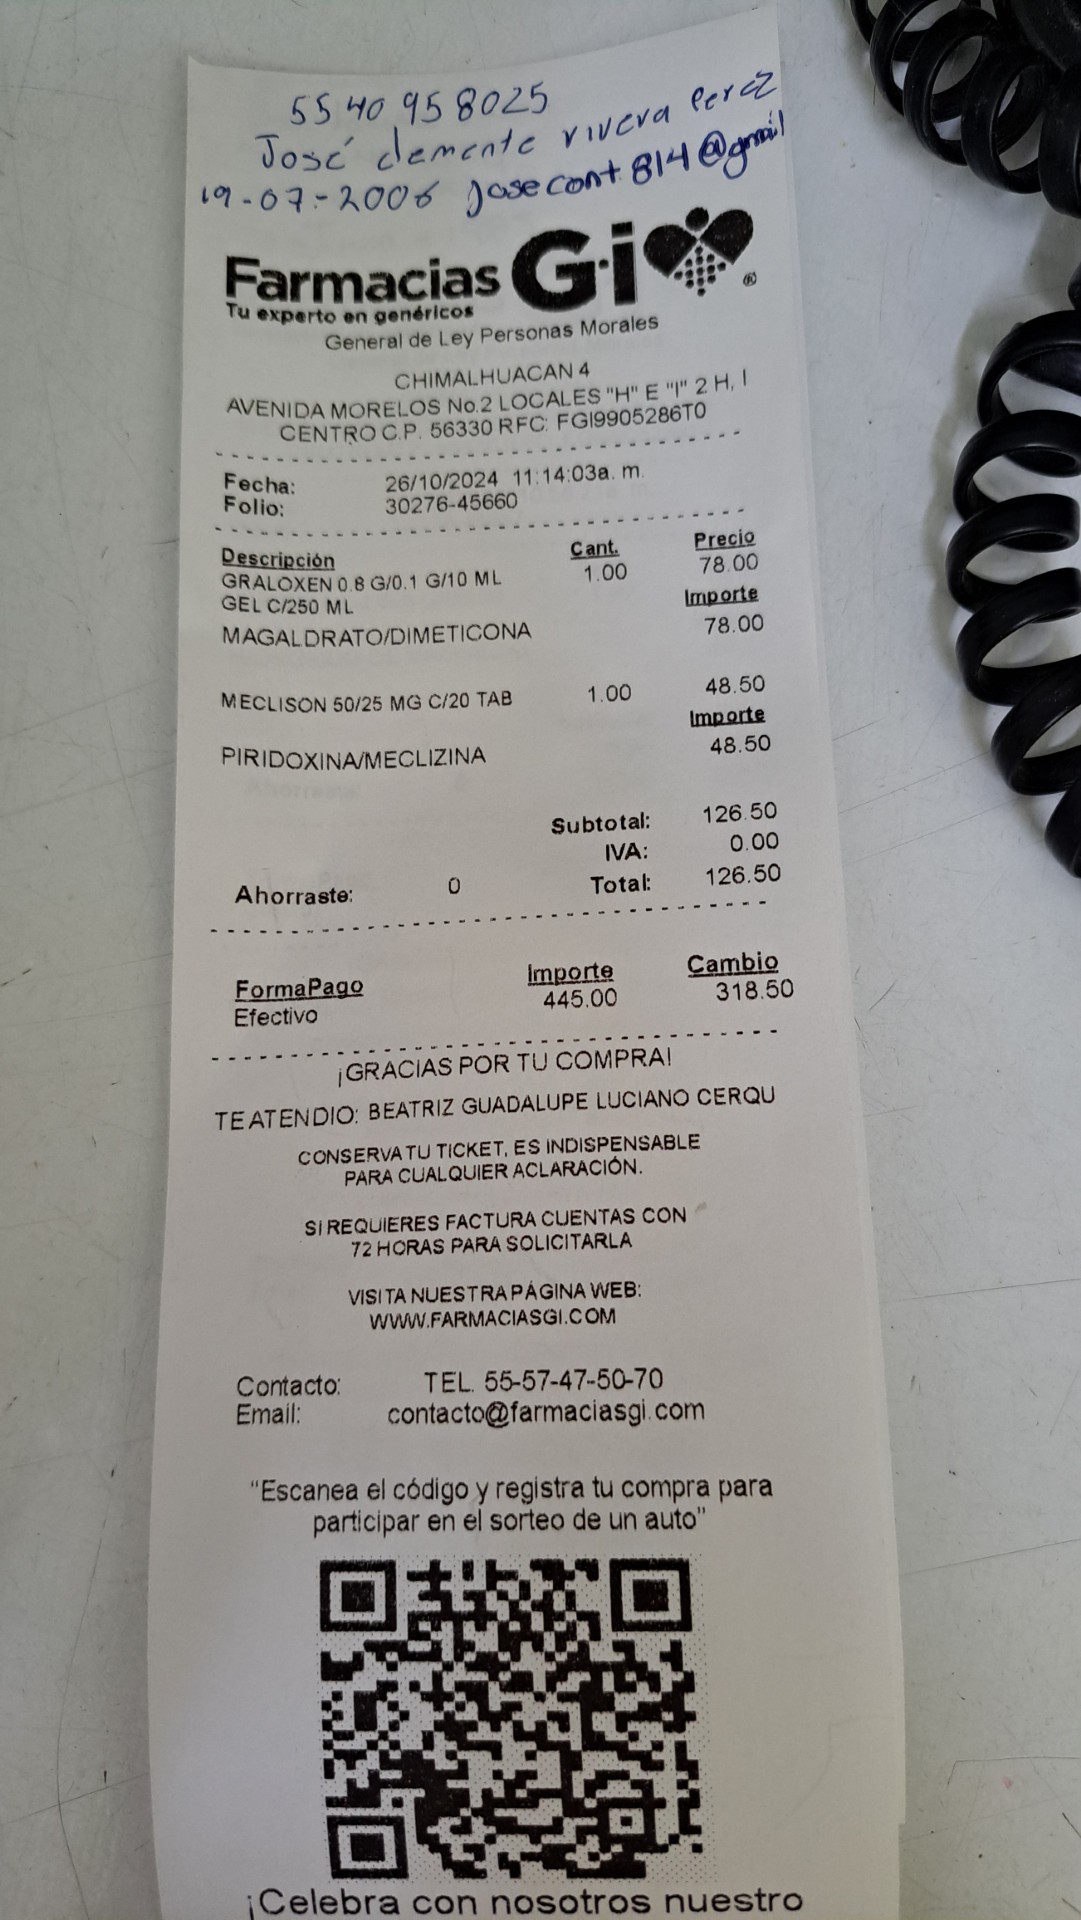 55 40 958025
José clemente rivera Perez
19-07-2006 Josecont814@gmail
Farmacias G·i ®
Tu experto en genéricos
General de Ley Personas Morales
CHIMALHUACAN 4
AVENIDA MORELOS No.2 LOCALES "H" E "I" 2 H, I
CENTRO C.P. 56330 RFC: FGI9905286T0
Fecha: 26/10/2024 11:14:03a. m.
Folio: 30276-45660
Descripción Cant. Precio
GRALOXEN 0.8 G/0.1 G/10 ML 1.00 78.00
GEL C/250 ML Importe
MAGALDRATO/DIMETICONA 78.00
MECLISON 50/25 MG C/20 TAB 1.00 48.50
Importe
PIRIDOXINA/MECLIZINA 48.50
Subtotal: 126.50
IVA: 0.00
Ahorraste: 0 Total: 126.50
FormaPago Importe Cambio
Efectivo 445.00 318.50
¡GRACIAS POR TU COMPRA!
TE ATENDIO: BEATRIZ GUADALUPE LUCIANO CERQU
CONSERVA TU TICKET, ES INDISPENSABLE
PARA CUALQUIER ACLARACIÓN.
SI REQUIERES FACTURA CUENTAS CON
72 HORAS PARA SOLICITARLA
VISITA NUESTRA PÁGINA WEB:
WWW.FARMACIASGI.COM
Contacto: TEL. 55-57-47-50-70
Email: contacto@farmaciasgi.com
"Escanea el código y registra tu compra para
participar en el sorteo de un auto"
¡Celebra con nosotros nuestro